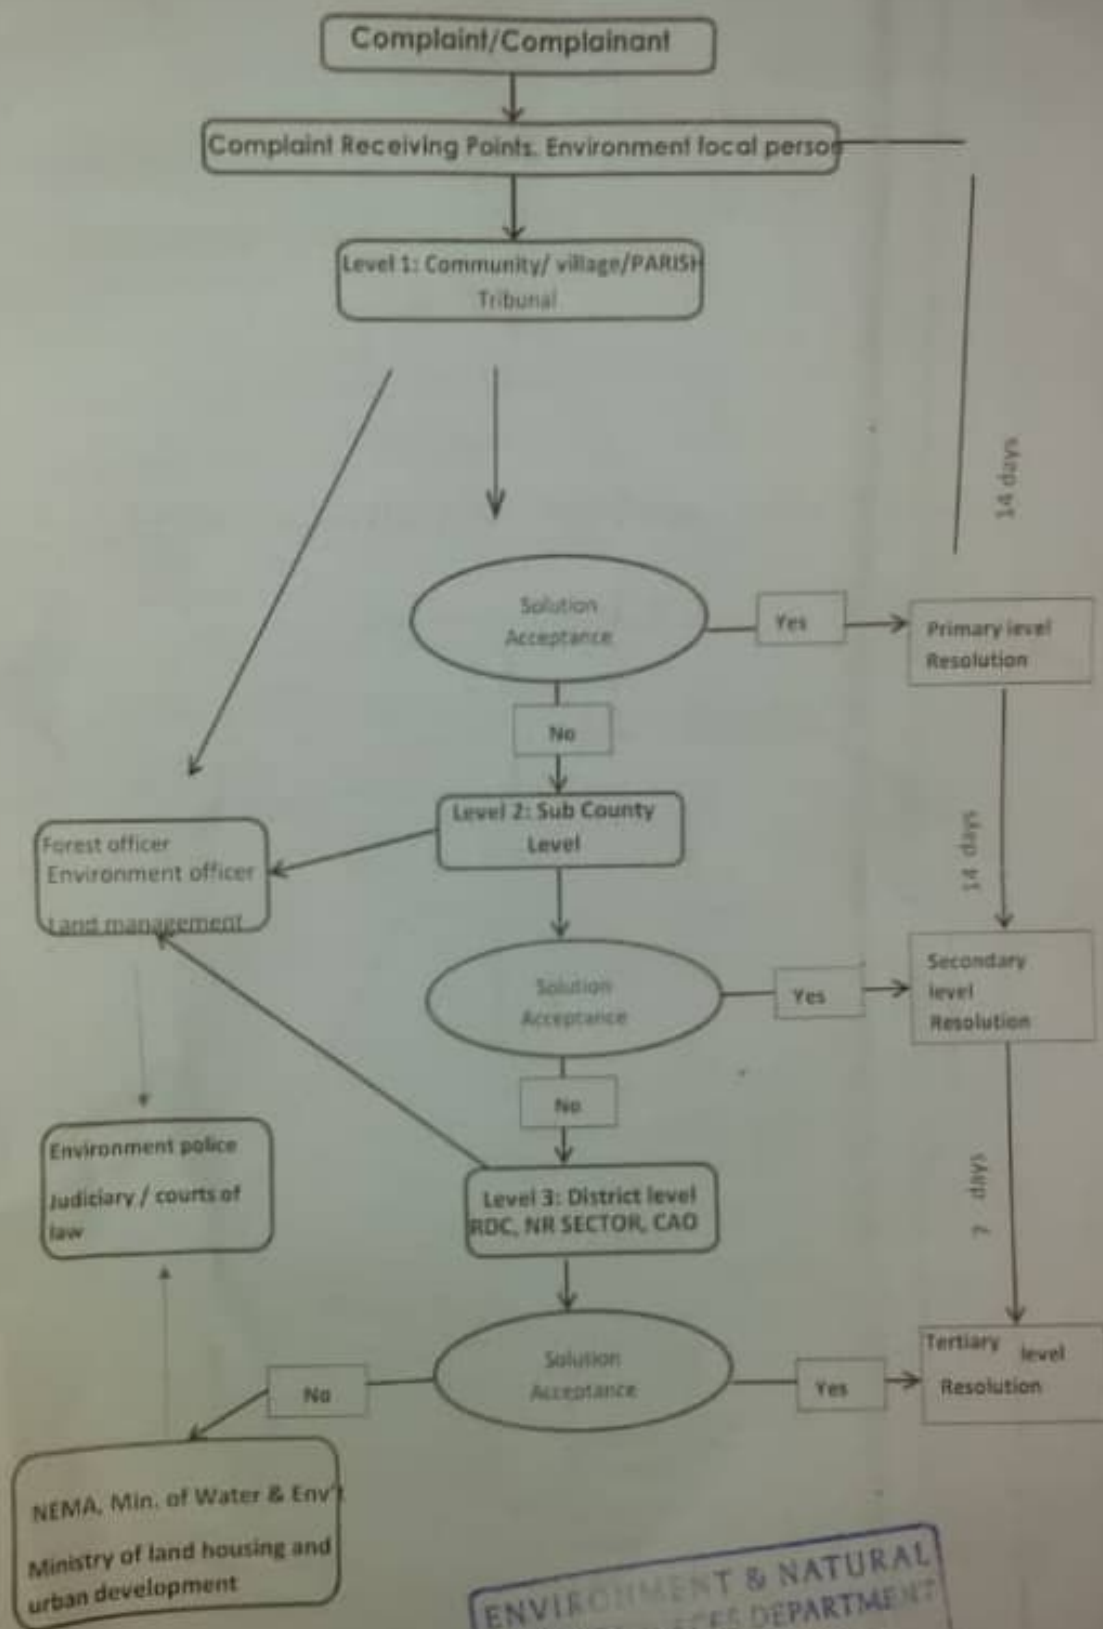 Complaint/Complainant
Complaint Receiving Points. Environment focal perso
Level 1: Community/ village/PARISH
Tribunal
14 days
Solution
Acceptance
Yes
Primary level
Resolution
No
Level 2: Sub County
Level
Forest officer
Environment officer
Land management
14 days
Solution
Acceptance
Yes
Secondary
level
Resolution
No
Environment police
Judiciary / courts of
law
Level 3: District level
RDC, NR SECTOR, CAO
days
Solution
Acceptance
No
Yes
Tertiary level
Resolution
NEMA, Min. of Water & Env't
Ministry of land housing and
urban development
ENVIRONMENT & NATURAL
DEPARTMENT